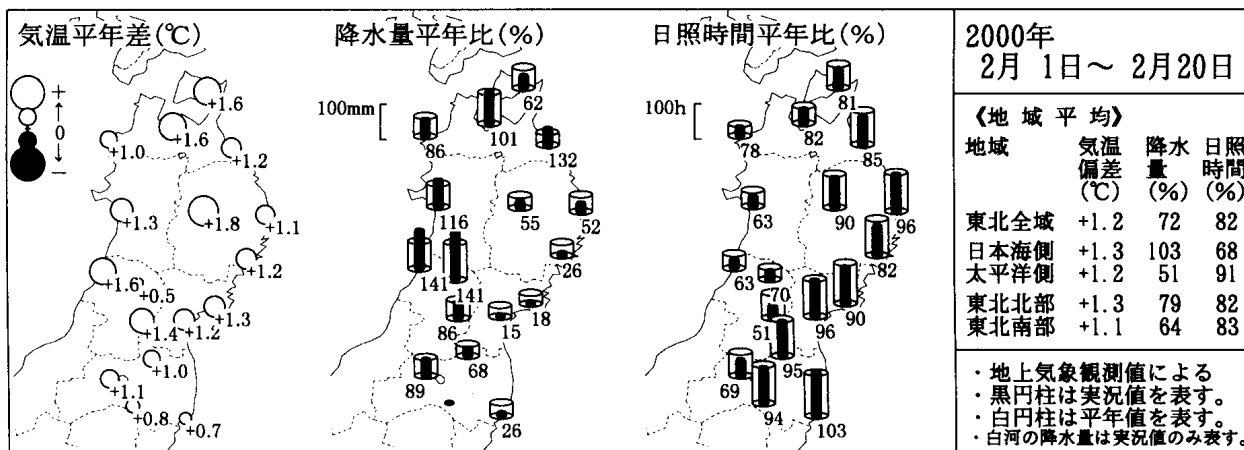 気温平年差(℃)
+
↑
0
↓
−
+1.6
+1.6
+1.0
+1.2
+1.3
+1.8
+1.1
+1.2
+1.6
+0.5
+1.3
+1.4
+1.2
+1.0
+1.1
+0.8
+0.7
降水量平年比(%)
100mm
62
86
101
132
116
55
52
26
141
141
18
86
15
68
89
26
日照時間平年比(%)
100h
81
82
78
85
63
90
96
82
63
70
90
51
96
95
69
94
103
2000年
2月 1日～ 2月20日
《地 域 平 均》
地域 気温 降水 日照
偏差 量 時間
(℃) (%) (%)
東北全域 +1.2 72 82
日本海側 +1.3 103 68
太平洋側 +1.2 51 91
東北北部 +1.3 79 82
東北南部 +1.1 64 83
・地上気象観測値による
・黒円柱は実況値を表す。
・白円柱は平年値を表す。
・白河の降水量は実況値のみ表す。